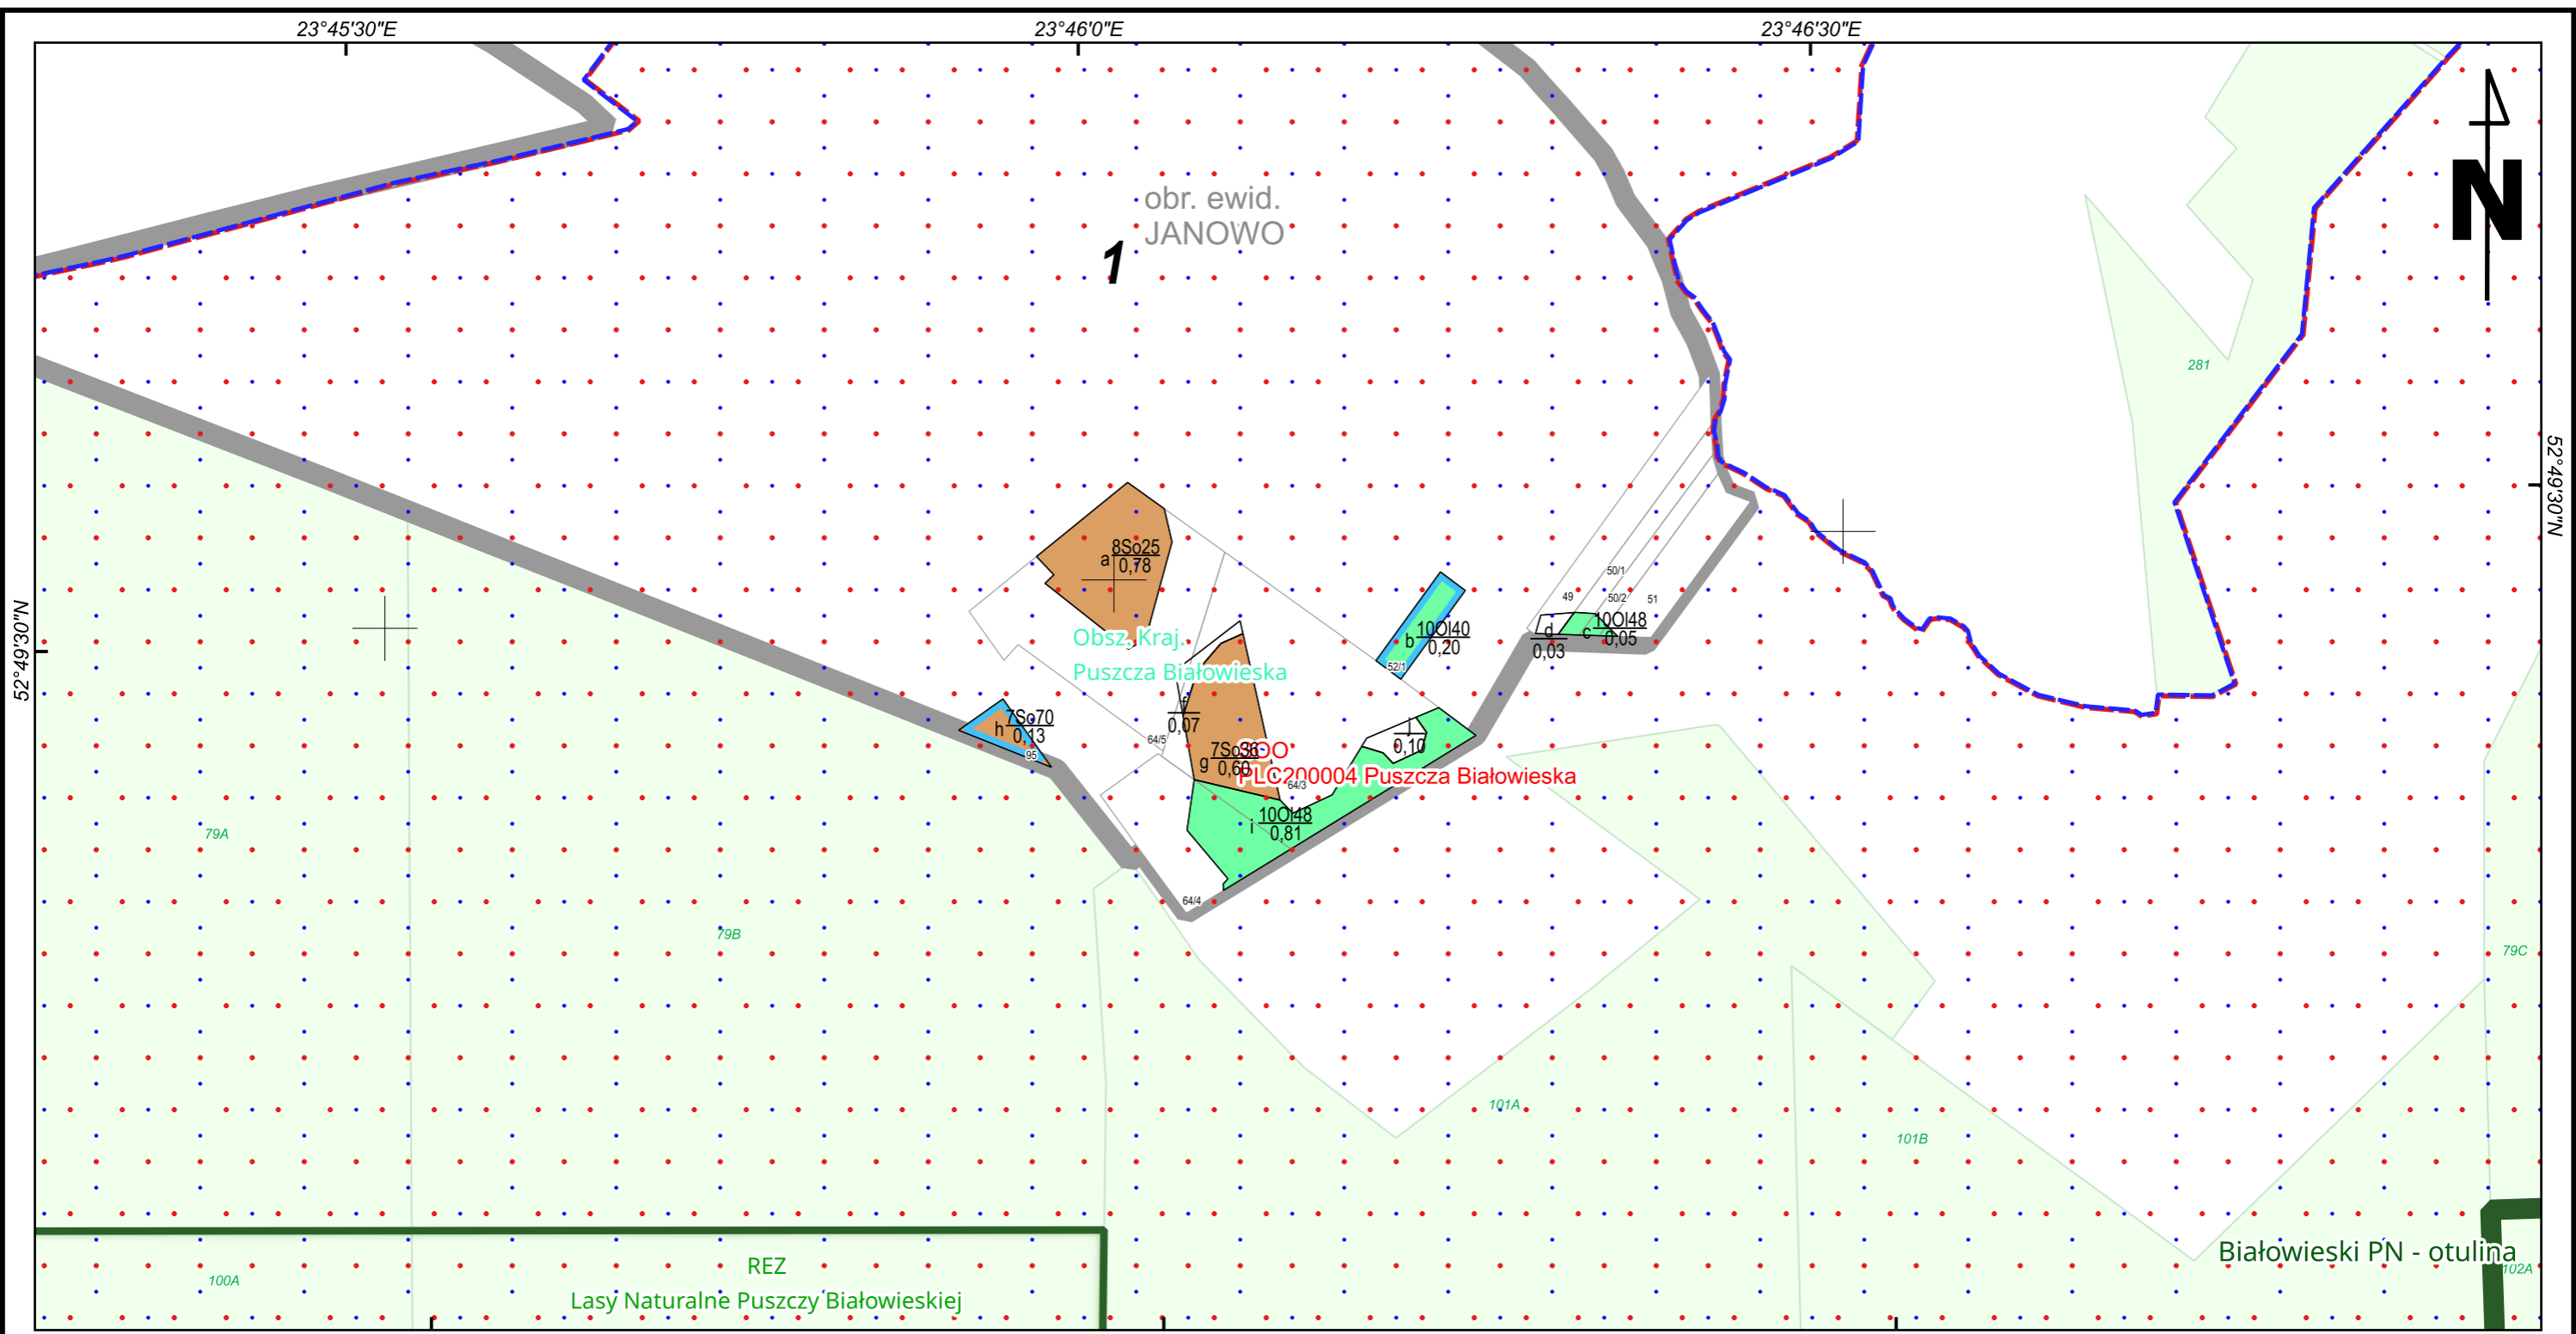 23°45'30"E
23°46'0"E
23°46'30"E
N
obr. ewid.
JANOWO
1
281
52°49'30"N
52°49'30"N
a 8So25
0,78
50/1
49
50/2
51
d
0,03
c 10Ol48
0,05
b 10Ol40
0,20
52/1
Obsz. Kraj.
Puszcza Białowieska
f
0,07
h 7So70
0,13
95
64/5
j
0,10
g 7So36
0,60
SOO
PLC200004 Puszcza Białowieska
64/3
i 10Ol48
0,81
64/4
79A
79B
79C
101A
101B
Białowieski PN - otulina
102A
100A
REZ
Lasy Naturalne Puszczy Białowieskiej